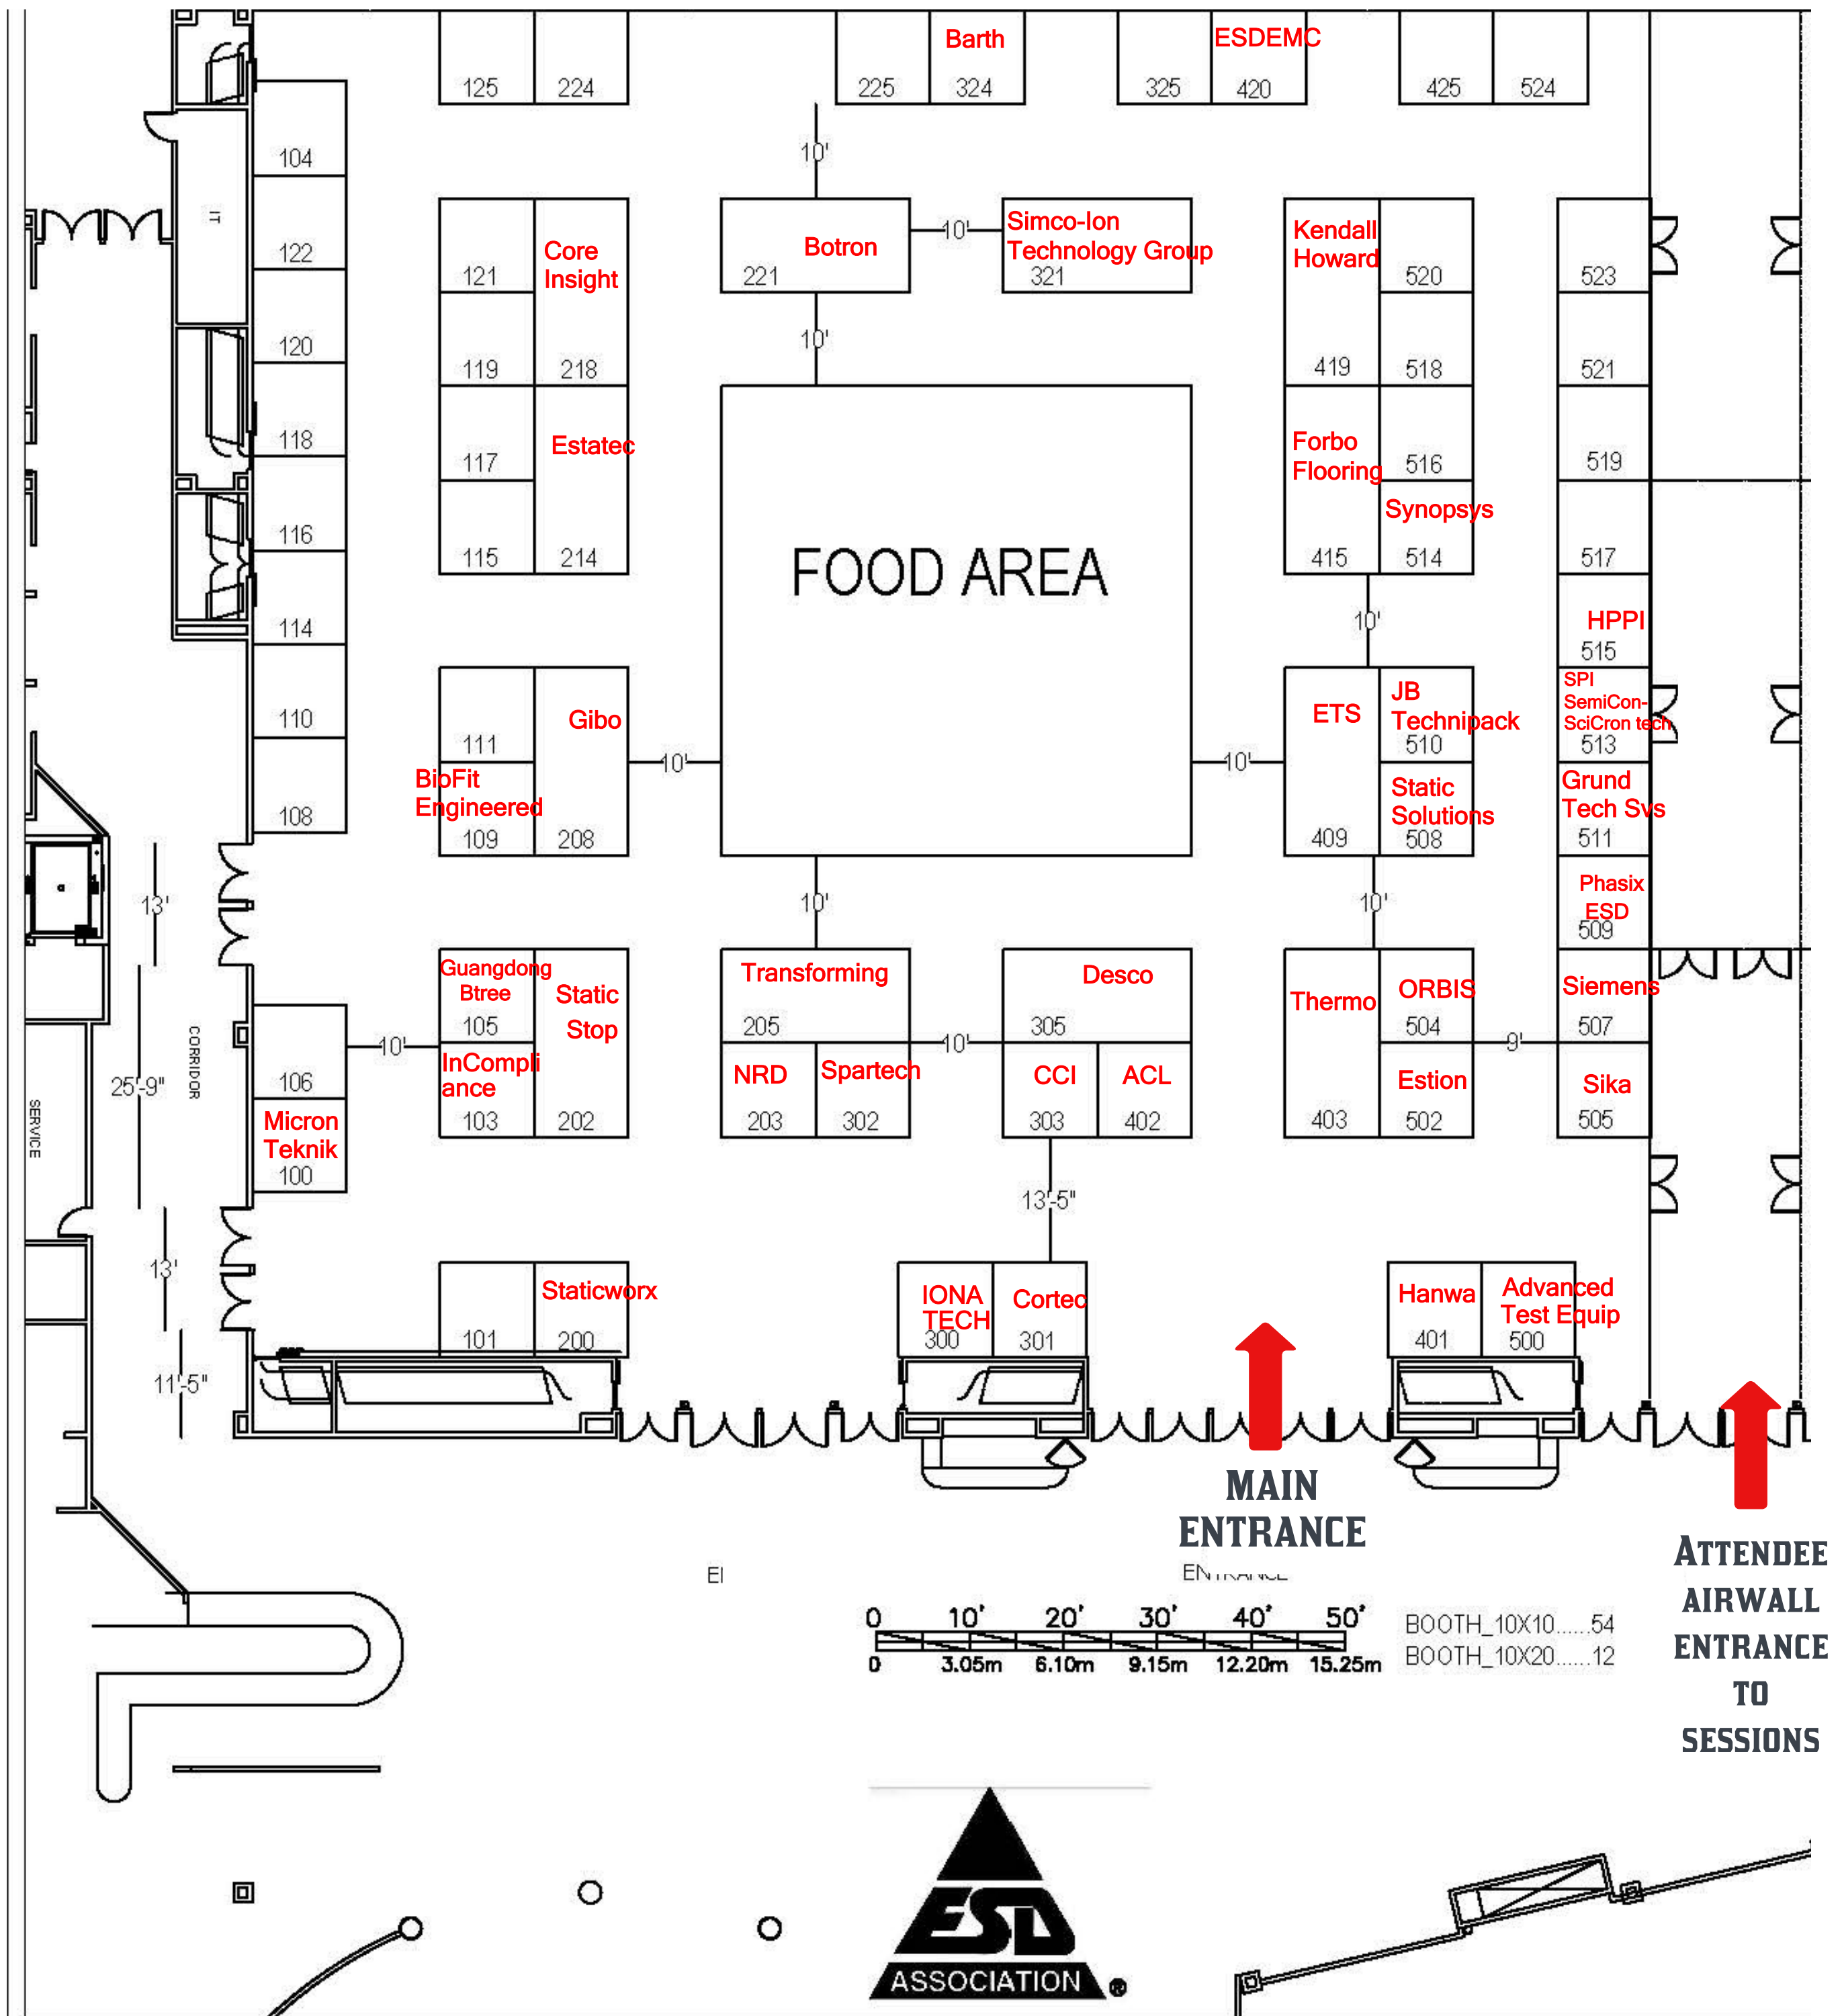 Barth
ESDEMC
125
224
225
324
325
420
425
524
104
10'
IT
122
121
Core
Insight
221
Botron
10'
Simco-Ion
Technology Group
321
Kendall
Howard
520
523
120
119
218
10'
419
518
521
118
117
Estatec
Forbo
Flooring
516
519
116
115
214
FOOD AREA
415
Synopsys
514
517
114
10'
HPPI
515
110
111
Gibo
10'
10'
ETS
JB
Technipack
510
SPI
SemiCon-
SciCron tech
513
108
BioFit
Engineered
109
208
409
Static
Solutions
508
Grund
Tech Svs
511
13'
10'
10'
Phasix
ESD
509
CORRIDOR
25'-9"
SERVICE
106
10'
Guangdong
Btree
105
Static
Stop
Transforming
205
10'
Desco
305
Thermo
ORBIS
504
9'
Siemens
507
Micron
Teknik
100
InCompli
ance
103
202
NRD
203
Spartech
302
CCI
303
ACL
402
403
Estion
502
Sika
505
13'-5"
13'
101
Staticworx
200
IONA
TECH
300
Cortec
301
Hanwa
401
Advanced
Test Equip
500
11'-5"
MAIN
ENTRANCE
ATTENDEE
AIRWALL
ENTRANCE
TO
SESSIONS
ENTRANCE
0 10' 20' 30' 40' 50'
0 3.05m 6.10m 9.15m 12.20m 15.25m
BOOTH_10X10......54
BOOTH_10X20......12
ESD
ASSOCIATION ®